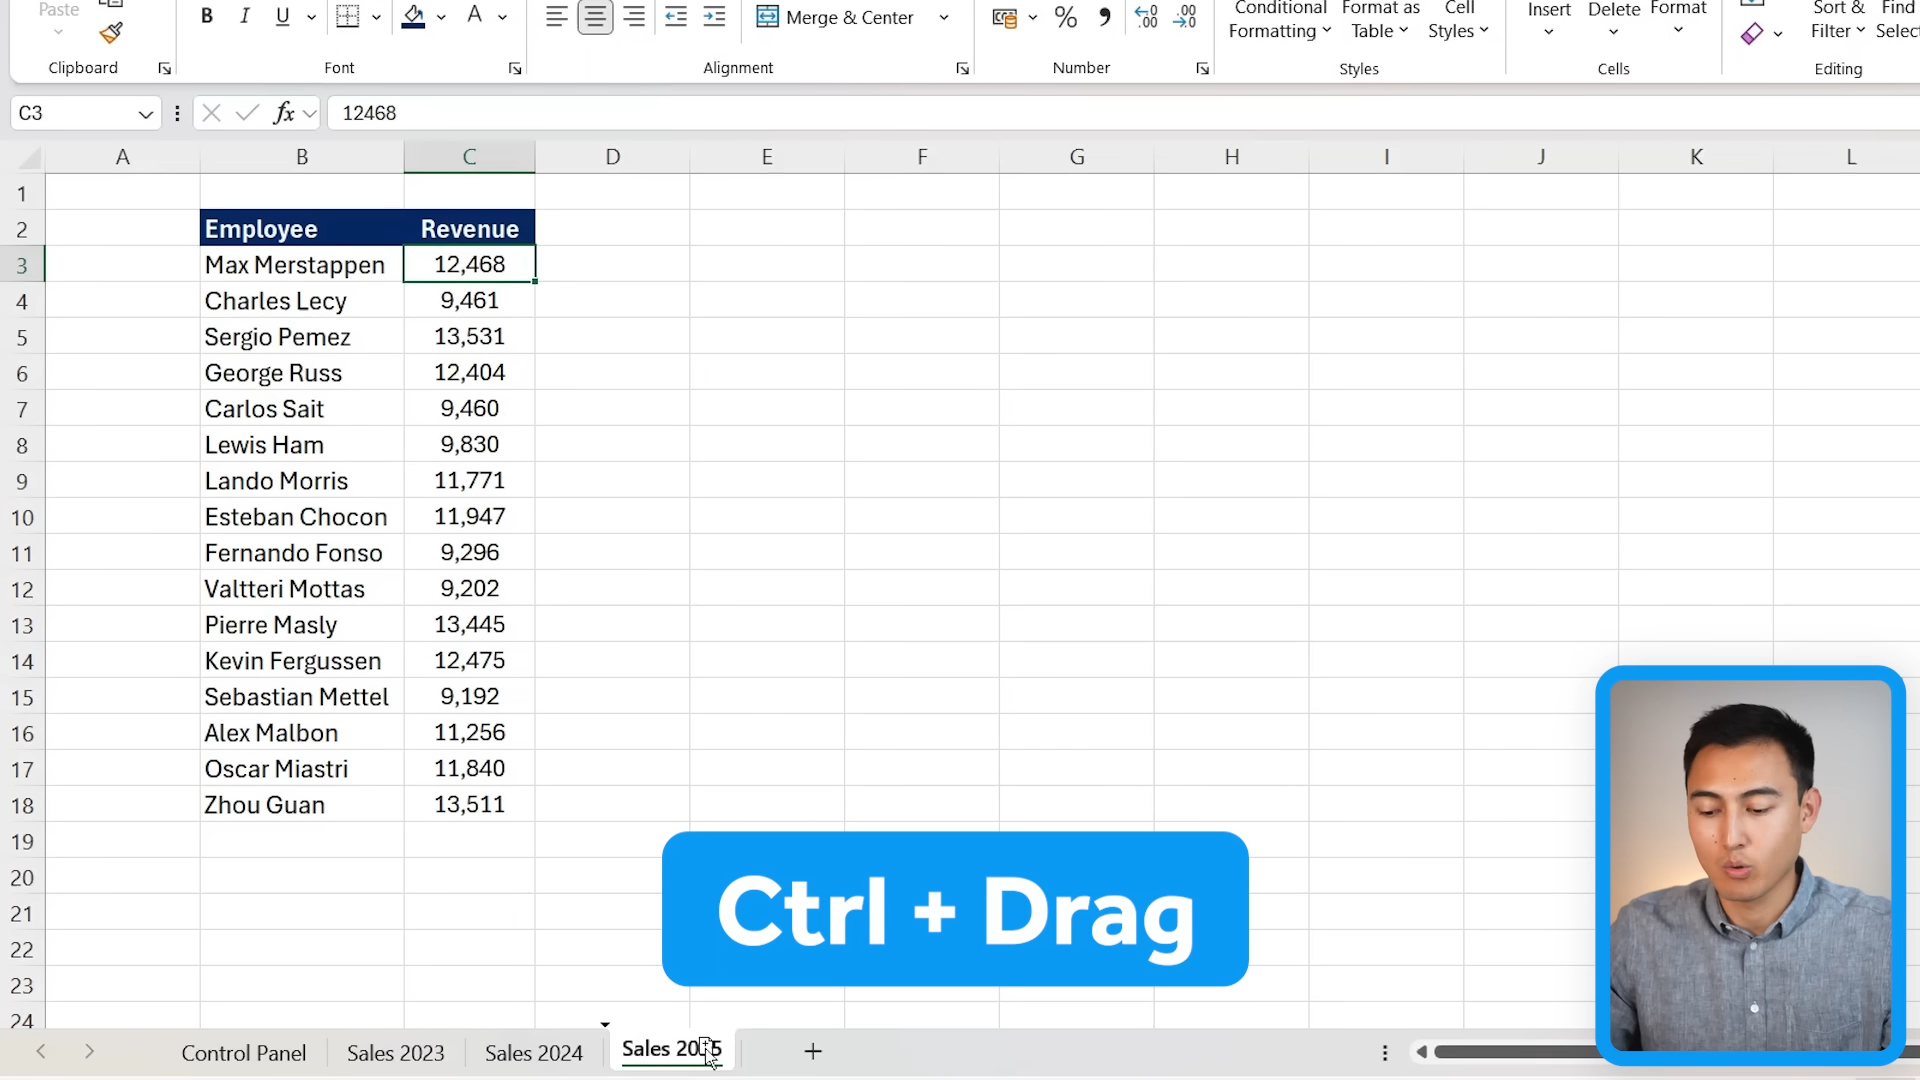 Paste
B I U A
Merge & Center
Conditional Formatting
Format as Table
Cell Styles
Insert
Delete
Format
Sort & Filter
Clipboard
Font
Alignment
Number
Styles
Cells
Editing
C3
fx
12468
A B C D E F G H I J K L
1
2 Employee Revenue
3 Max Merstappen 12,468
4 Charles Lecy 9,461
5 Sergio Pemez 13,531
6 George Russ 12,404
7 Carlos Sait 9,460
8 Lewis Ham 9,830
9 Lando Morris 11,771
10 Esteban Chocon 11,947
11 Fernando Fonso 9,296
12 Valtteri Mottas 9,202
13 Pierre Masly 13,445
14 Kevin Fergussen 12,475
15 Sebastian Mettel 9,192
16 Alex Malbon 11,256
17 Oscar Miastri 11,840
18 Zhou Guan 13,511
19
20
21
22
23
24
Ctrl + Drag
Control Panel
Sales 2023
Sales 2024
Sales